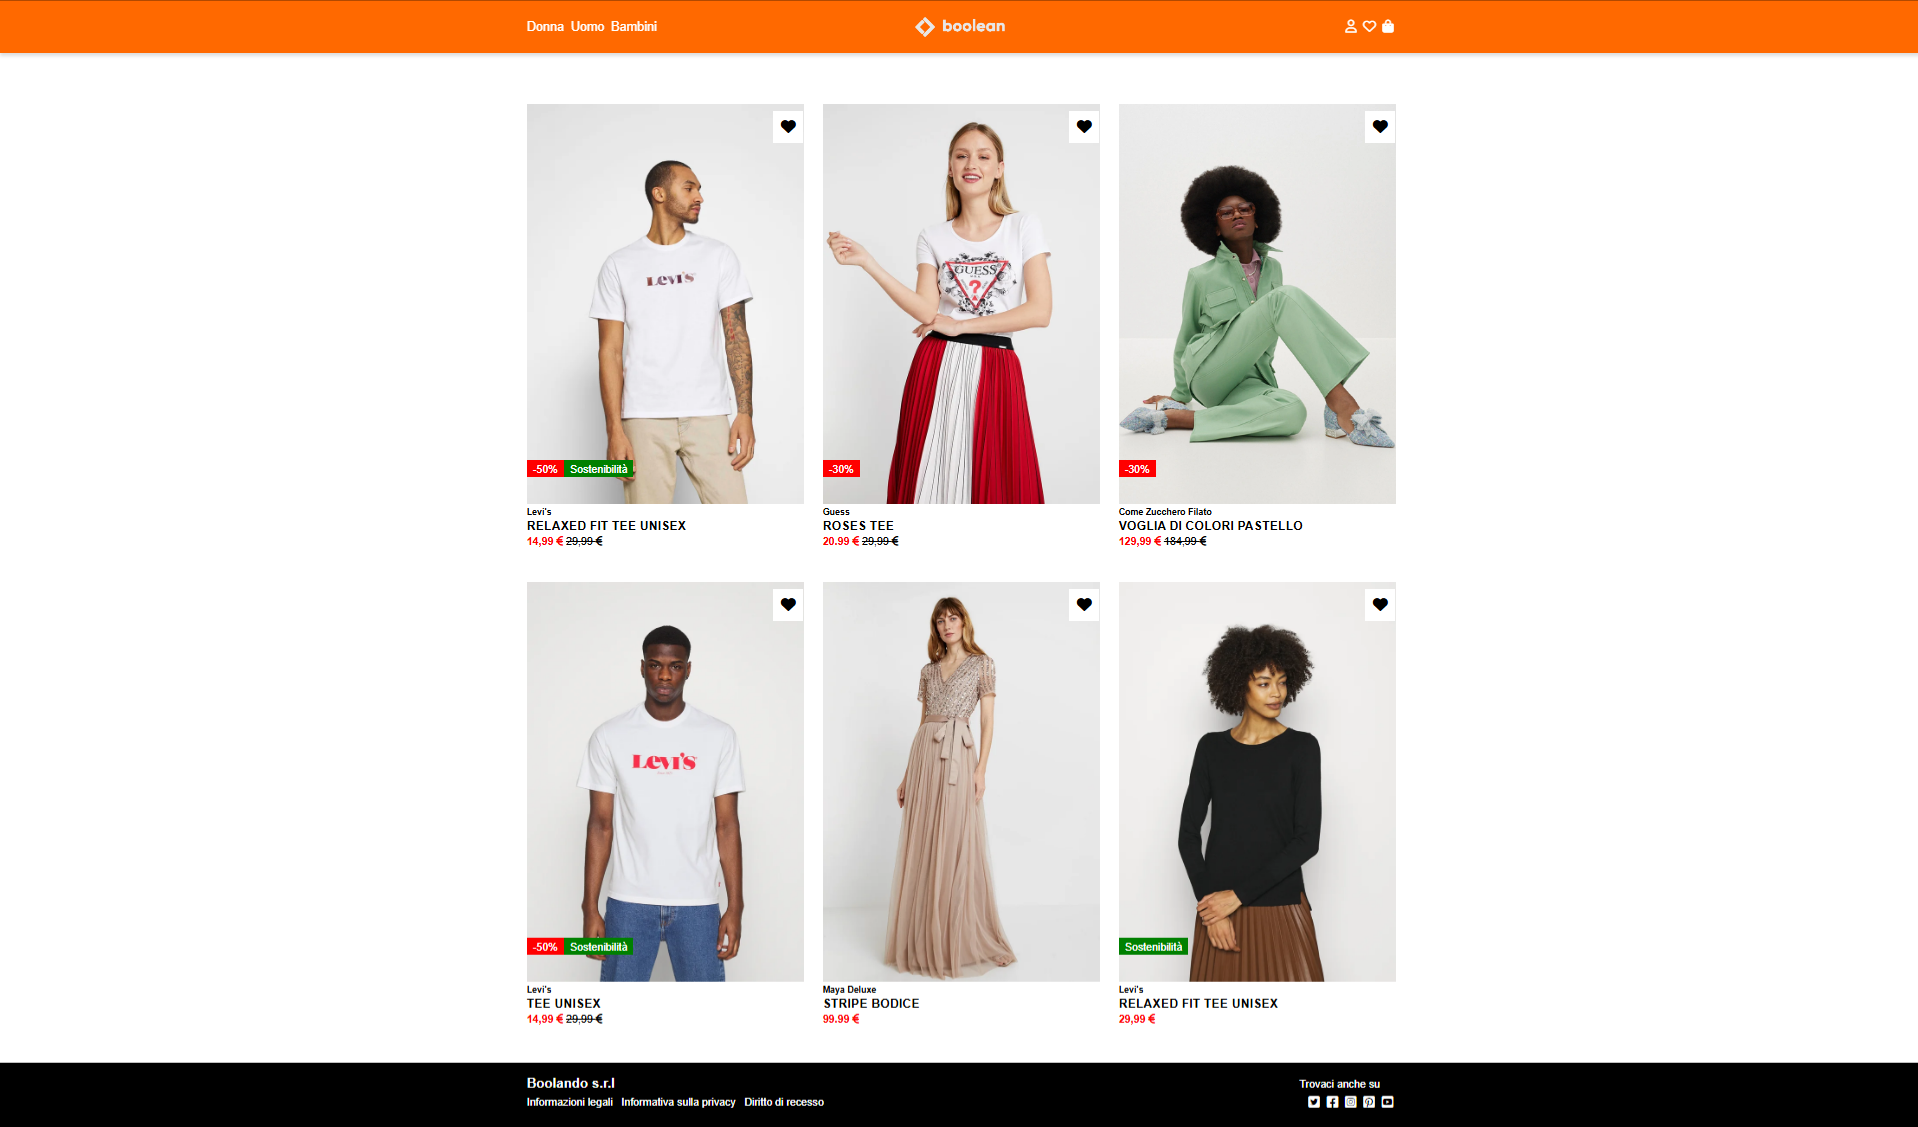 Donna Uomo Bambini
boolean
LEVI'S
GUESS
?
-50% Sostenibilità
-30%
-30%
Levi's
RELAXED FIT TEE UNISEX
14,99 € 29,99 €
Guess
ROSES TEE
20.99 € 29,99 €
Come Zucchero Filato
VOGLIA DI COLORI PASTELLO
129,99 € 184,99 €
LEVI'S
-50% Sostenibilità
Sostenibilità
Levi's
TEE UNISEX
14,99 € 29,99 €
Maya Deluxe
STRIPE BODICE
99.99 €
Levi's
RELAXED FIT TEE UNISEX
29,99 €
Boolando s.r.l
Informazioni legali Informativa sulla privacy Diritto di recesso
Trovaci anche su